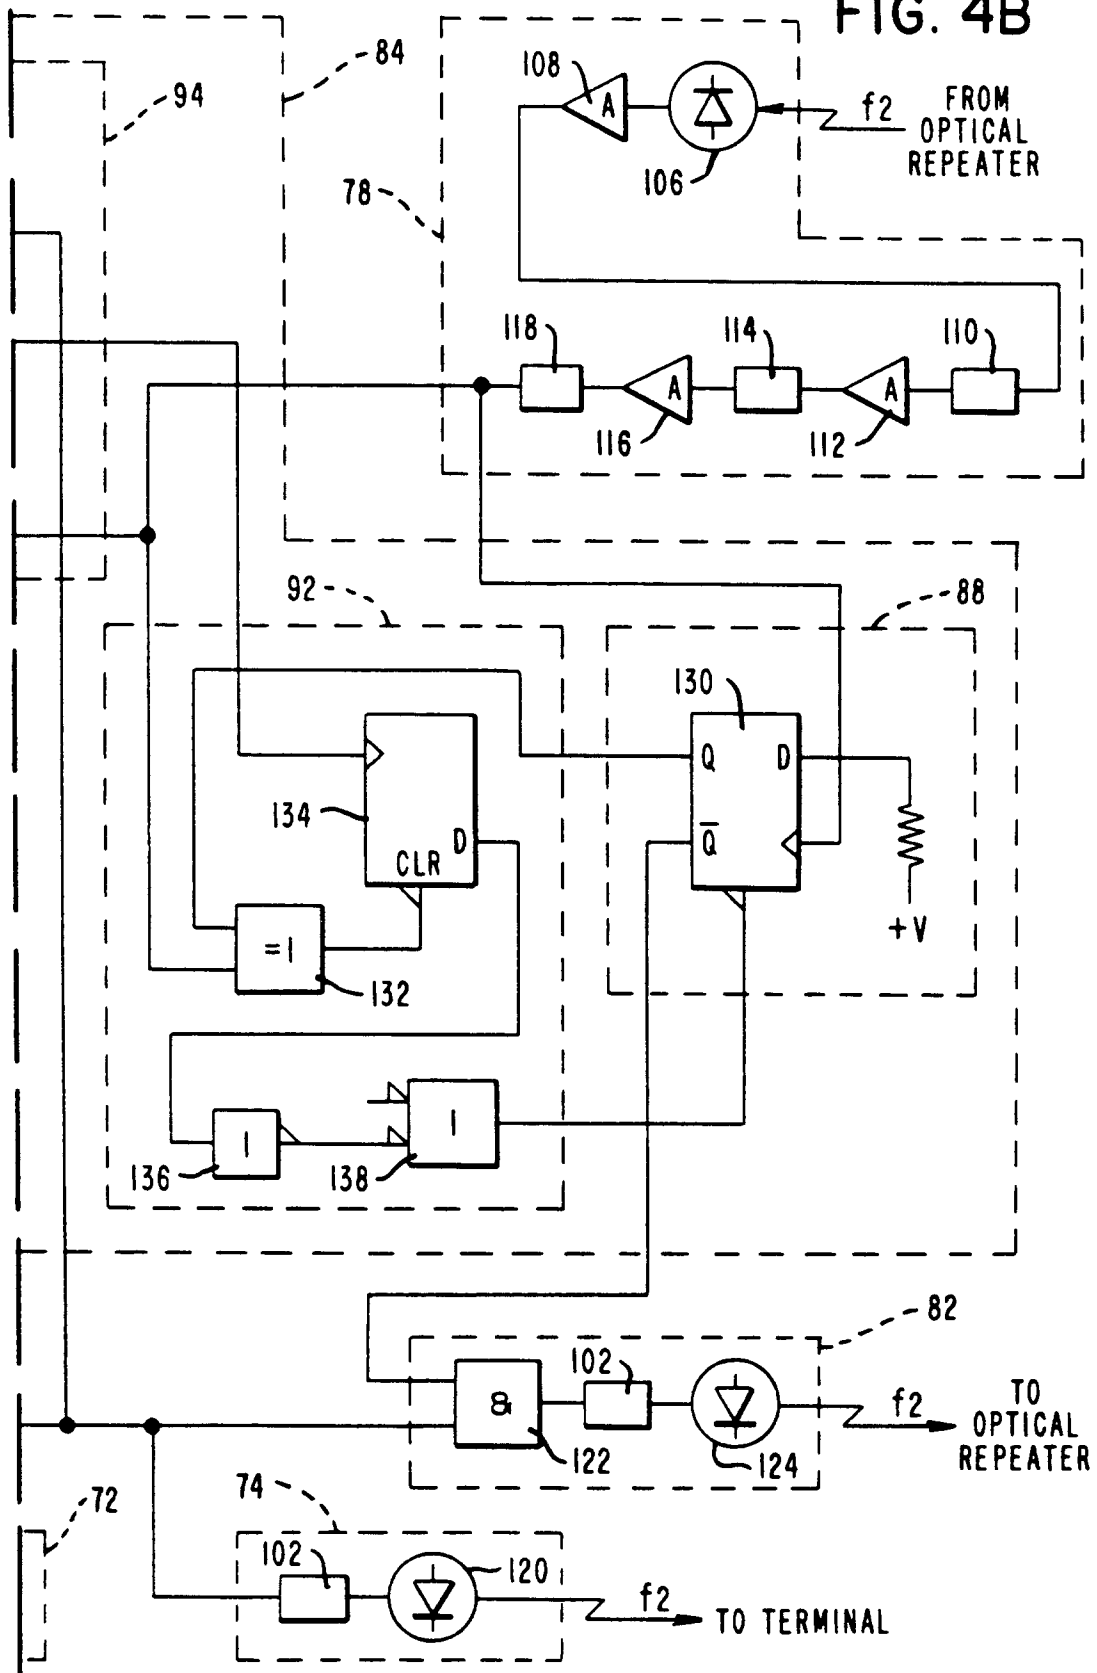 FIG. 4B
84
94
108
A
f2
FROM
OPTICAL
REPEATER
106
78
118
114
110
A
A
116
112
92
88
130
Q
D
134
D
Q̅
CLR
+V
=1
132
1
1
136
138
82
102
&
f2
TO
OPTICAL
REPEATER
122
124
72
74
102
120
f2
TO TERMINAL